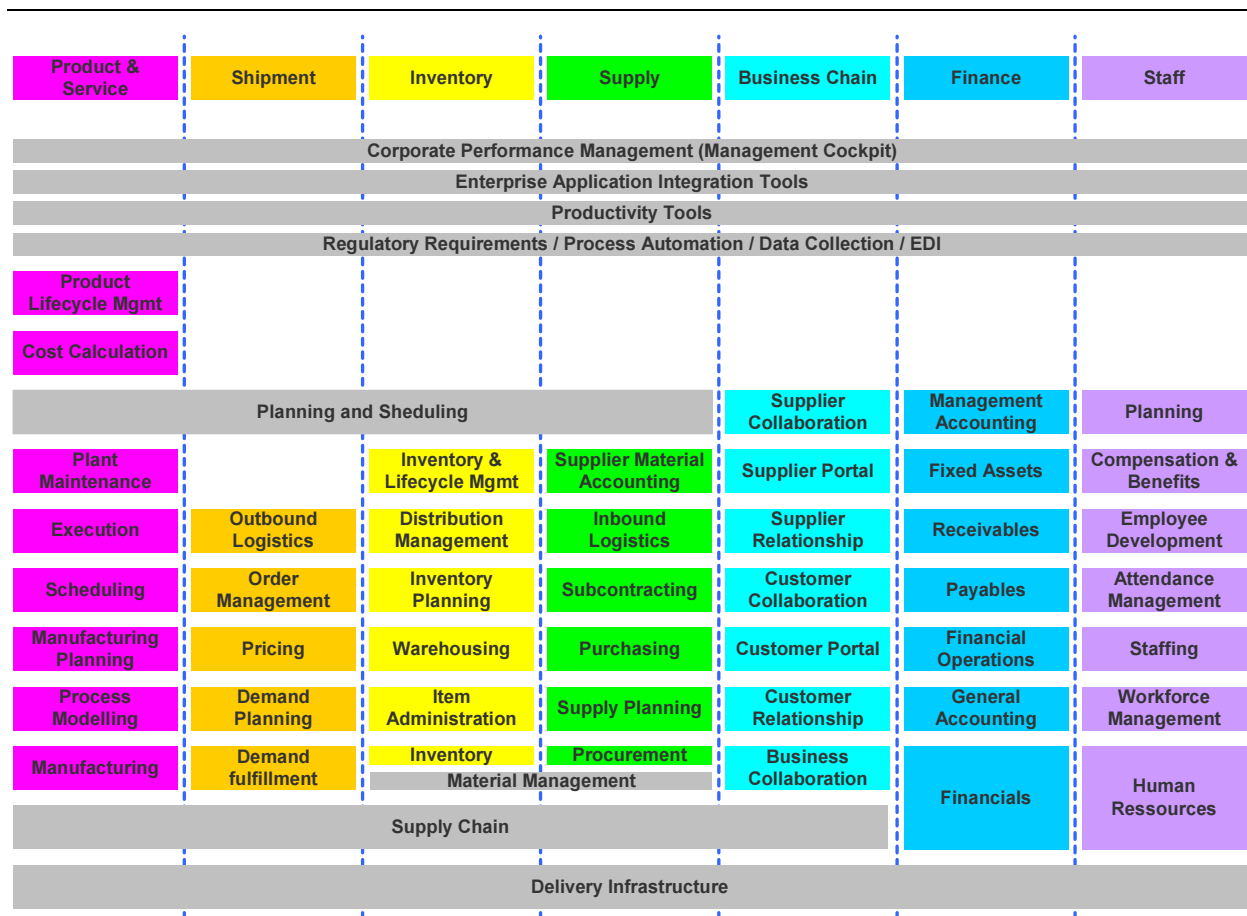 Product &
Service
Shipment
Inventory
Supply
Business Chain
Finance
Staff
Corporate Performance Management (Management Cockpit)
Enterprise Application Integration Tools
Productivity Tools
Regulatory Requirements / Process Automation / Data Collection / EDI
Product
Lifecycle Mgmt
Cost Calculation
Planning and Sheduling
Supplier
Collaboration
Management
Accounting
Planning
Plant
Maintenance
Inventory &
Lifecycle Mgmt
Supplier Material
Accounting
Supplier Portal
Fixed Assets
Compensation &
Benefits
Execution
Outbound
Logistics
Distribution
Management
Inbound
Logistics
Supplier
Relationship
Receivables
Employee
Development
Scheduling
Order
Management
Inventory
Planning
Subcontracting
Customer
Collaboration
Payables
Attendance
Management
Manufacturing
Planning
Pricing
Warehousing
Purchasing
Customer Portal
Financial
Operations
Staffing
Process
Modelling
Demand
Planning
Item
Administration
Supply Planning
Customer
Relationship
General
Accounting
Workforce
Management
Manufacturing
Demand
fulfillment
Inventory
Procurement
Material Management
Business
Collaboration
Financials
Human
Ressources
Supply Chain
Delivery Infrastructure